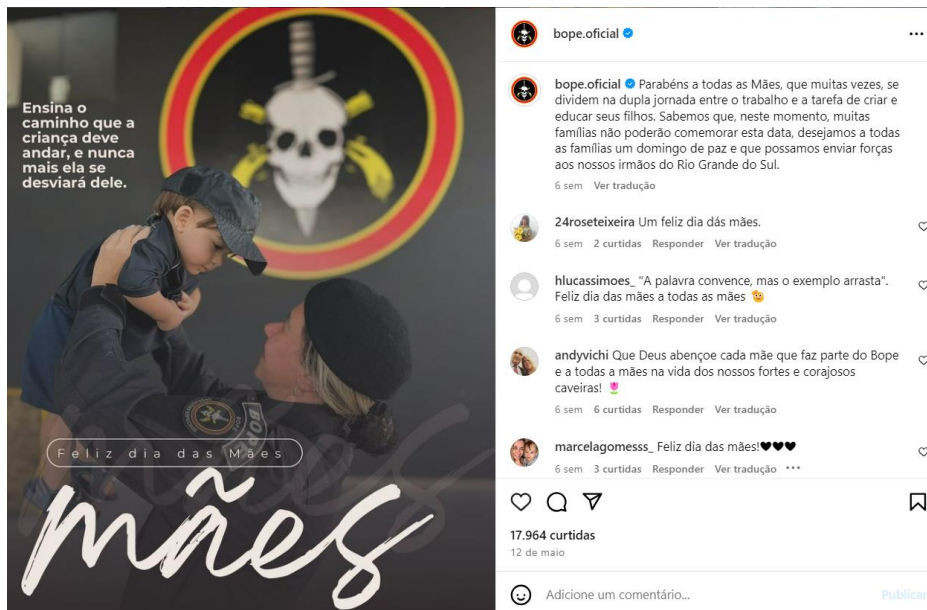 Ensina o
caminho que a
criança deve
andar, e nunca
mais ela se
desviará dele.
BOPE
Feliz dia das Mães
mães
bope.oficial
bope.oficial Parabéns a todas as Mães, que muitas vezes, se
dividem na dupla jornada entre o trabalho e a tarefa de criar e
educar seus filhos. Sabemos que, neste momento, muitas
famílias não poderão comemorar esta data, desejamos a todas
as famílias um domingo de paz e que possamos enviar forças
aos nossos irmãos do Rio Grande do Sul.
6 sem Ver tradução
24roseteixeira Um feliz dia dás mães.
6 sem 2 curtidas Responder Ver tradução
hlucassimoes_ "A palavra convence, mas o exemplo arrasta".
Feliz dia das mães a todas as mães 🫡
6 sem 3 curtidas Responder Ver tradução
andyvichi Que Deus abençoe cada mãe que faz parte do Bope
e a todas a mães na vida dos nossos fortes e corajosos
caveiras! 🌷
6 sem 6 curtidas Responder Ver tradução
marcelagomesss_ Feliz dia das mães!🖤🖤🖤
6 sem 3 curtidas Responder Ver tradução •••
17.964 curtidas
12 de maio
Adicione um comentário...
Publicar